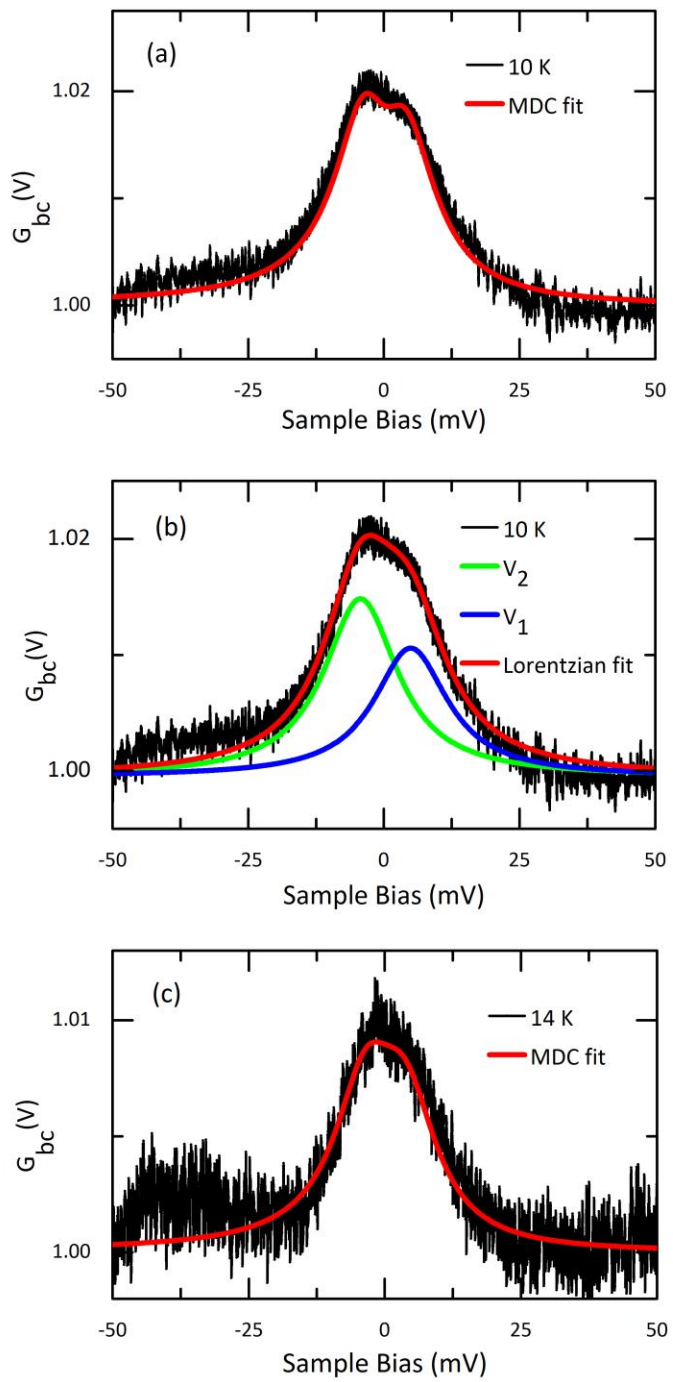 (a)
10 K
MDC fit
1.02
1.00
G_bc(V)
-50 -25 0 25 50
Sample Bias (mV)
(b)
10 K
V_2
V_1
Lorentzian fit
1.02
1.00
G_bc(V)
-50 -25 0 25 50
Sample Bias (mV)
(c)
14 K
MDC fit
1.01
1.00
G_bc(V)
-50 -25 0 25 50
Sample Bias (mV)